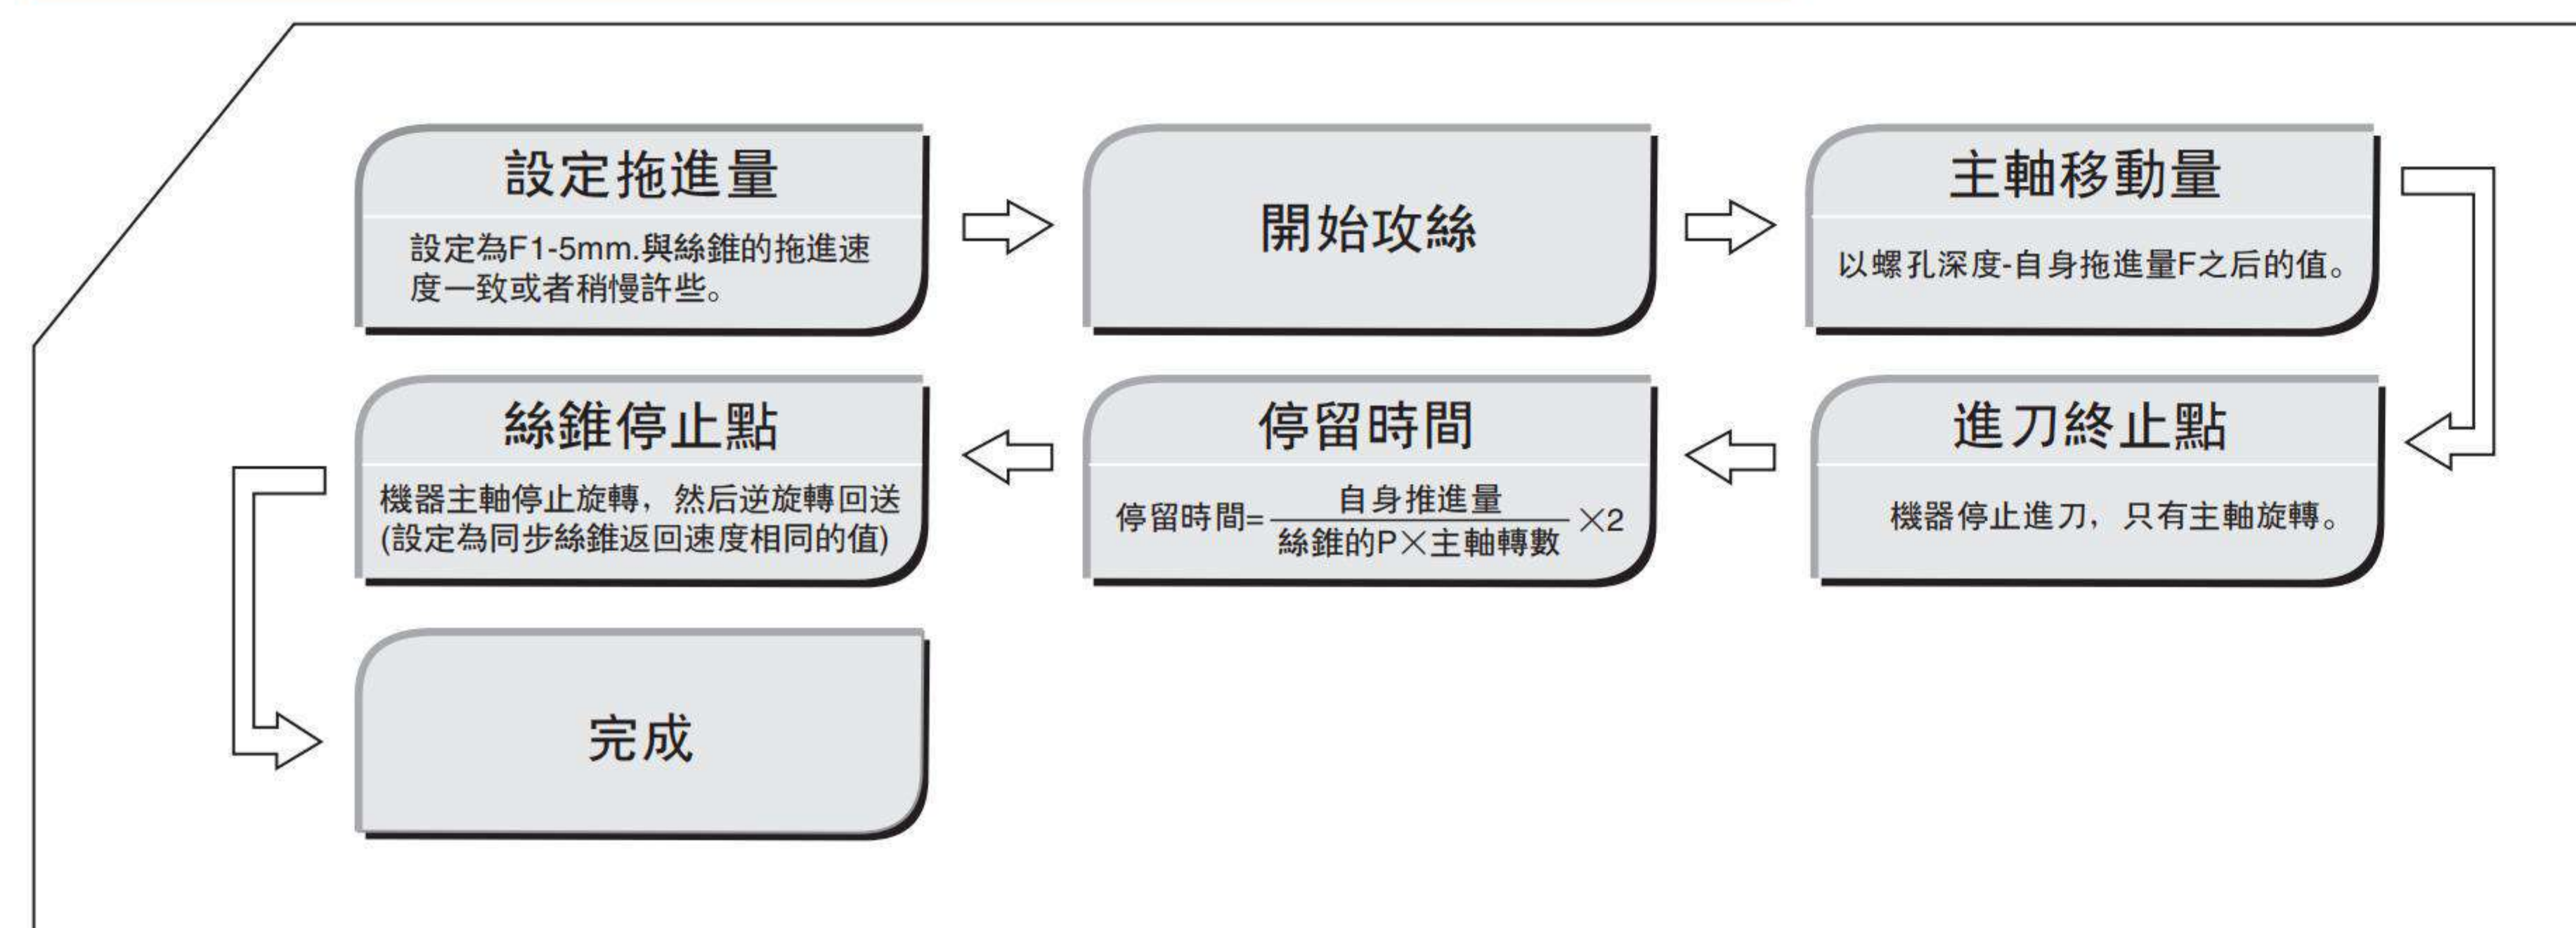 設定拖進量
設定為F1-5mm.與絲錐的拖進速
度一致或者稍慢許些。
開始攻絲
主軸移動量
以螺孔深度-自身拖進量F之后的值。
進刀終止點
機器停止進刀，只有主軸旋轉。
停留時間
停留時間=自身推進量/絲錐的P×主軸轉數×2
絲錐停止點
機器主軸停止旋轉，然后逆旋轉回送
(設定為同步絲錐返回速度相同的值)
完成